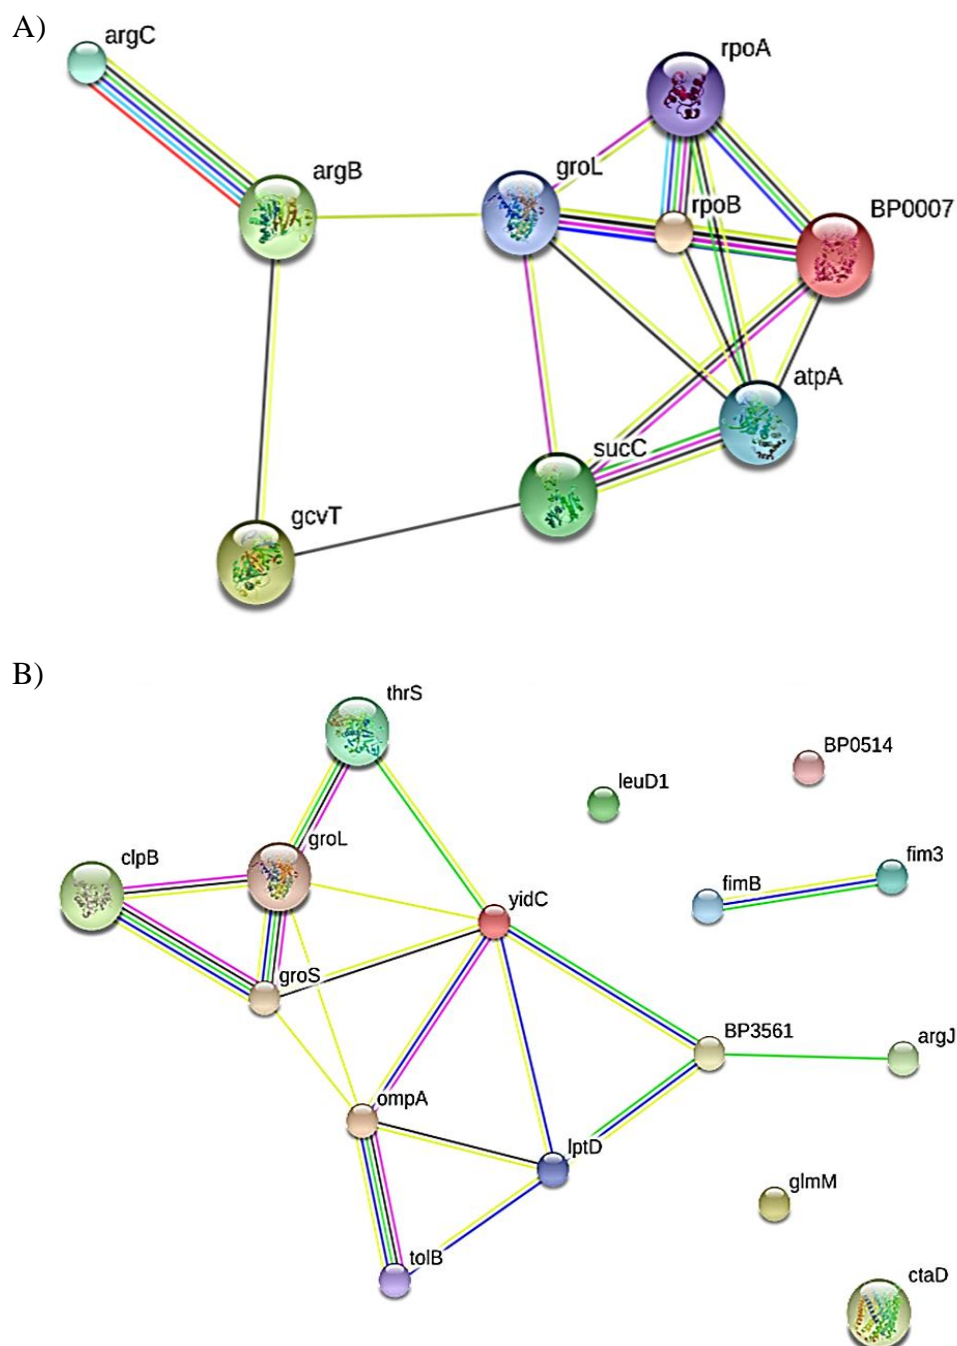 A)
argC
rpoA
argB
groL
rpoB
BP0007
atpA
sucC
gcvT
B)
thrS
BP0514
leuD1
groL
clpB
fim3
fimB
yidC
groS
BP3561
argJ
ompA
lptD
glmM
tolB
ctaD